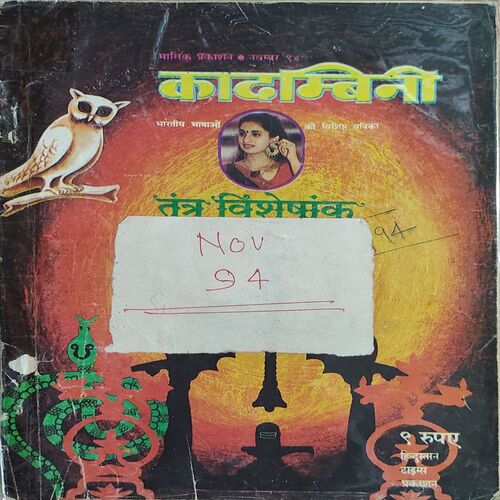 मासिक प्रकाशन • नवम्बर '९४
कादम्बिनी
भारतीय भाषाओं की विशिष्ट पत्रिका
तंत्र विशेषांक
94
Nov
94
९ रुपए
हिन्दुस्तान
टाइम्स
प्रकाशन